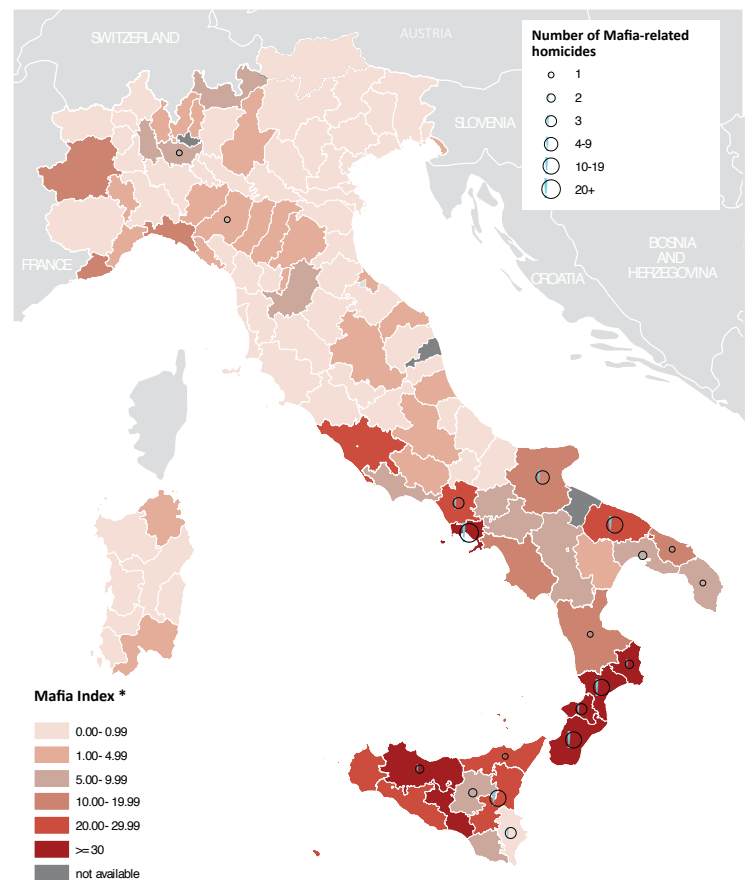 SWITZERLAND
AUSTRIA
Number of Mafia-related
homicides
1
2
3
4-9
10-19
20+
SLOVENIA
FRANCE
CROATIA
BOSNIA
AND
HERZEGOVINA
Mafia Index *
0.00- 0.99
1.00- 4.99
5.00- 9.99
10.00- 19.99
20.00- 29.99
>= 30
not available